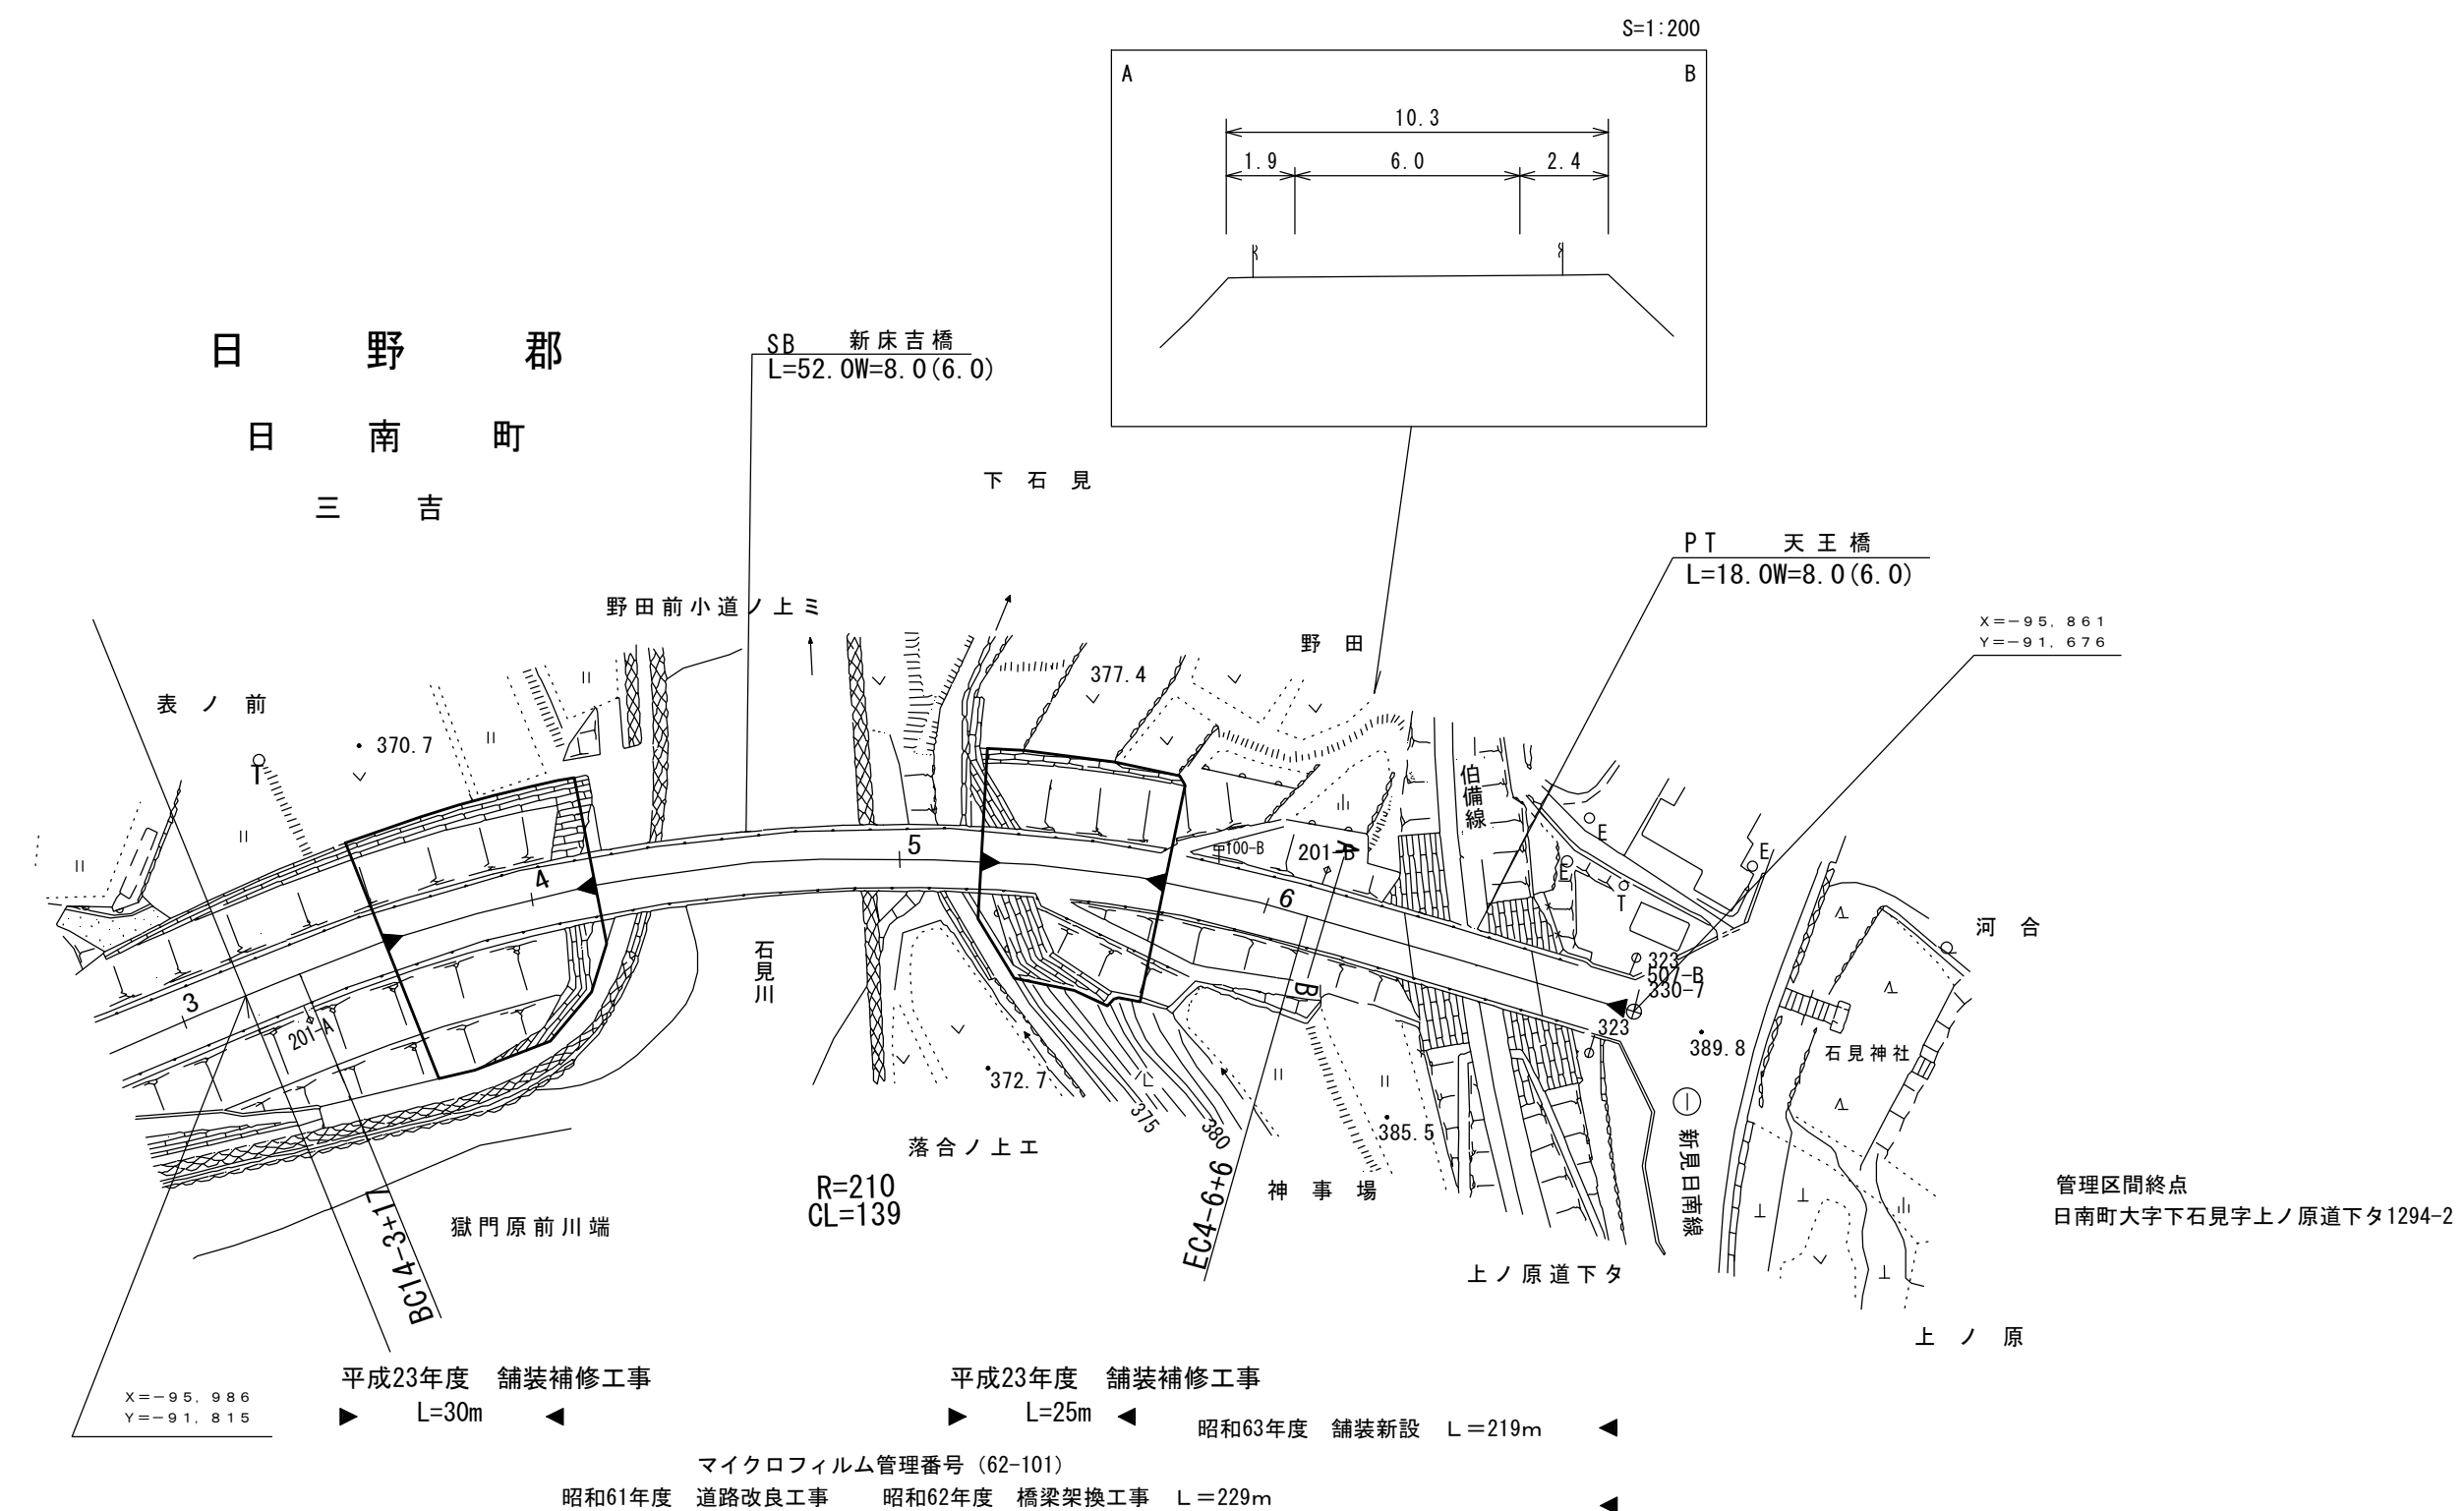 S=1:200
A
B
10.3
1.9
6.0
2.4
日野郡
日南町
三吉
SB 新床吉橋
L=52.0W=8.0(6.0)
下石見
PT 天王橋
L=18.0W=8.0(6.0)
X=-95,861
Y=-91,676
野田前小道ノ上ミ
野田
377.4
表ノ前
370.7
T
伯備線
E
E
E
T
5
4
6
3
100-B
201-B
A
B
201-A
323
507-B
330-7
323
389.8
河合
石見神社
石見川
372.7
375
380
385.5
落合ノ上エ
R=210
CL=139
神事場
EC4-6+6
BC14-3+17
獄門原前川端
新見日南線
上ノ原道下タ
管理区間終点
日南町大字下石見字上ノ原道下タ1294-2
上ノ原
X=-95,986
Y=-91,815
平成23年度 舗装補修工事
L=30m
平成23年度 舗装補修工事
L=25m
昭和63年度 舗装新設 L=219m
マイクロフィルム管理番号(62-101)
昭和61年度 道路改良工事 昭和62年度 橋梁架換工事 L=229m